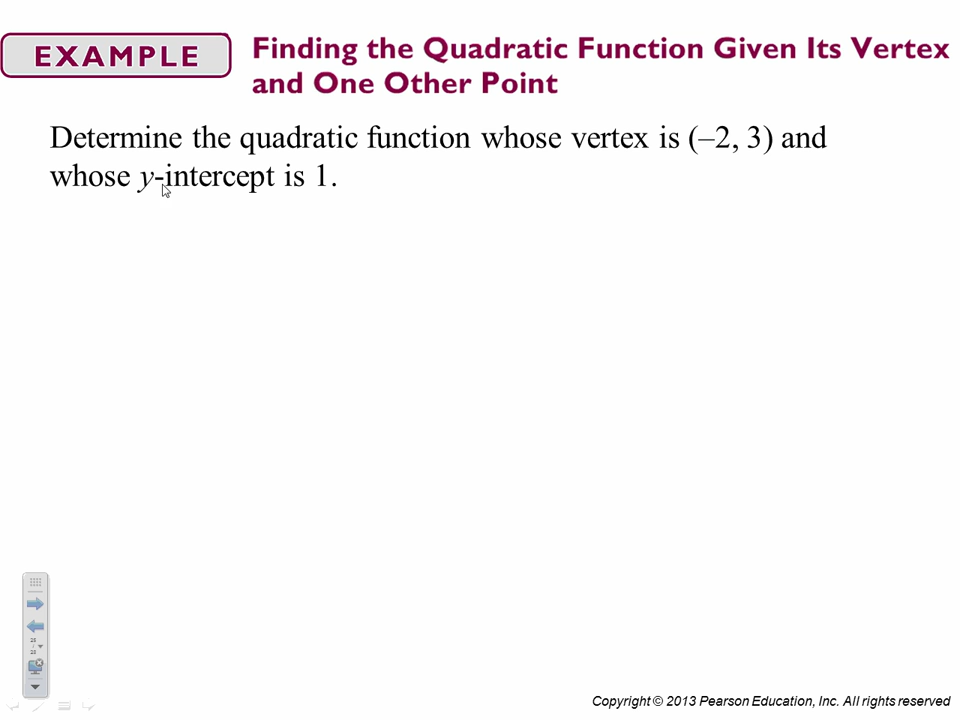 EXAMPLE
Finding the Quadratic Function Given Its Vertex
and One Other Point
Determine the quadratic function whose vertex is (–2, 3) and
whose y-intercept is 1.
Copyright © 2013 Pearson Education, Inc. All rights reserved